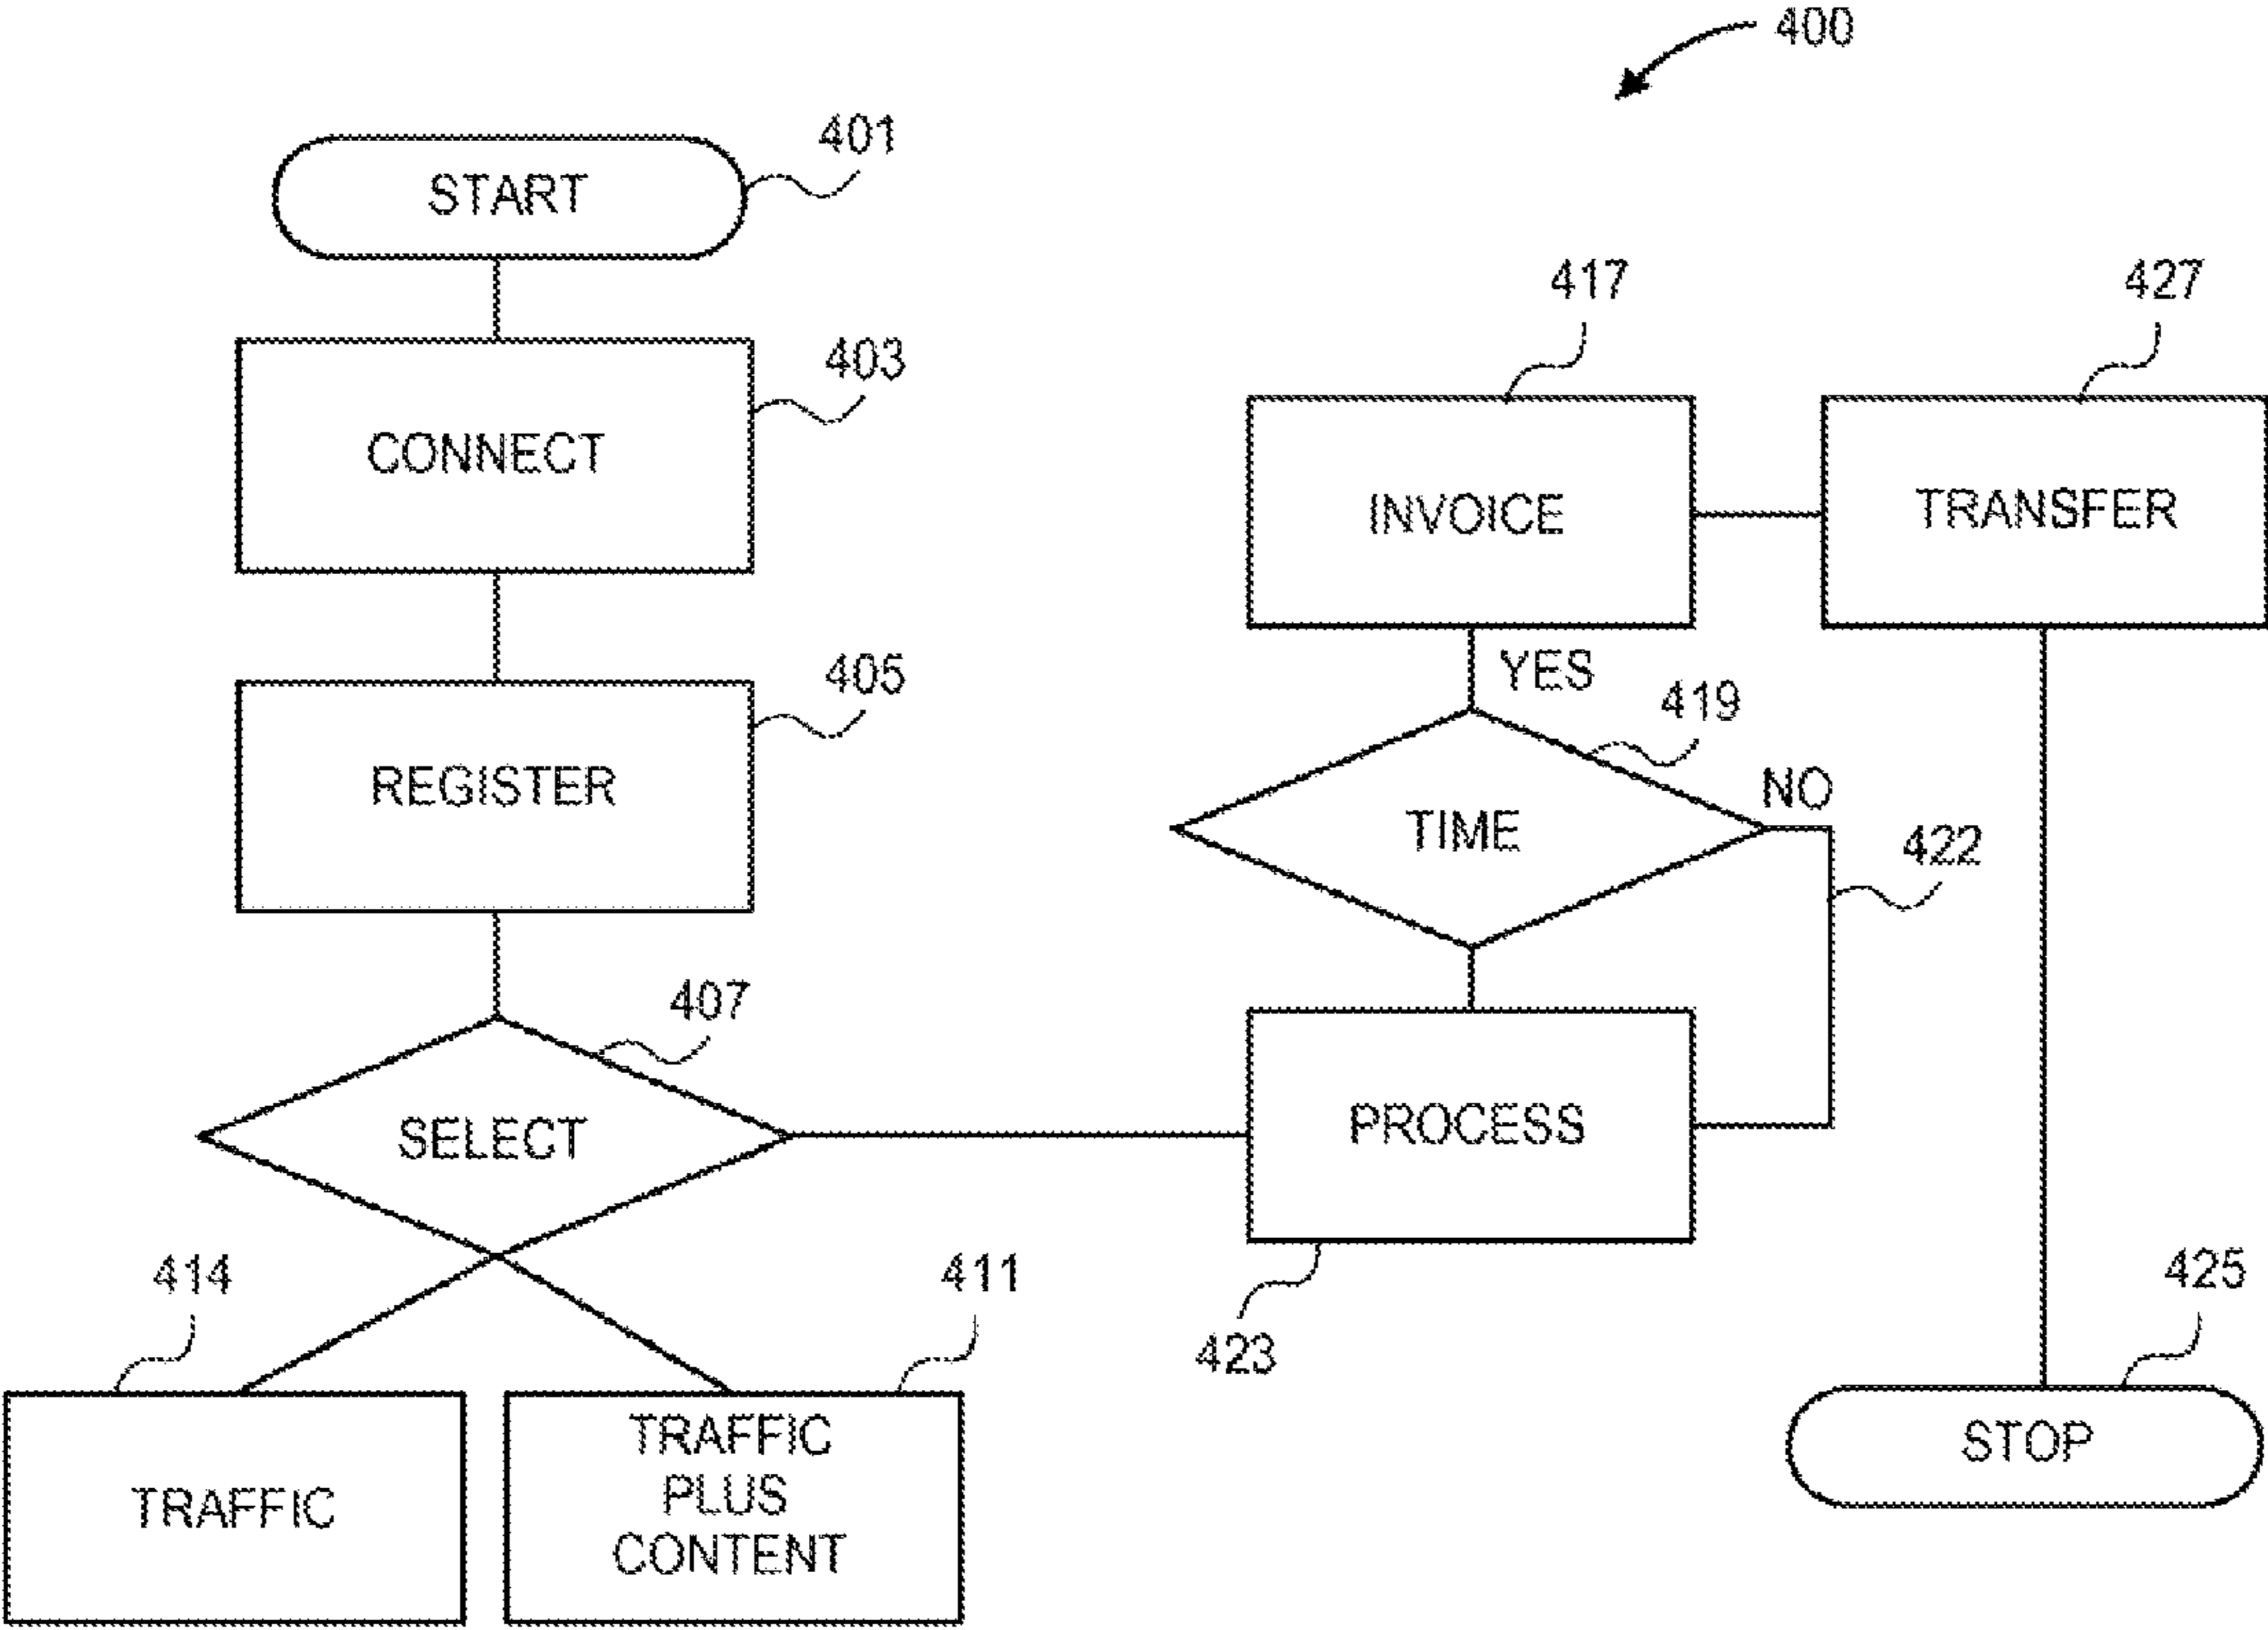 400
401
START
403
CONNECT
405
REGISTER
407
SELECT
414
TRAFFIC
411
TRAFFIC
PLUS
CONTENT
417
INVOICE
427
TRANSFER
YES
419
TIME
NO
422
PROCESS
423
425
STOP